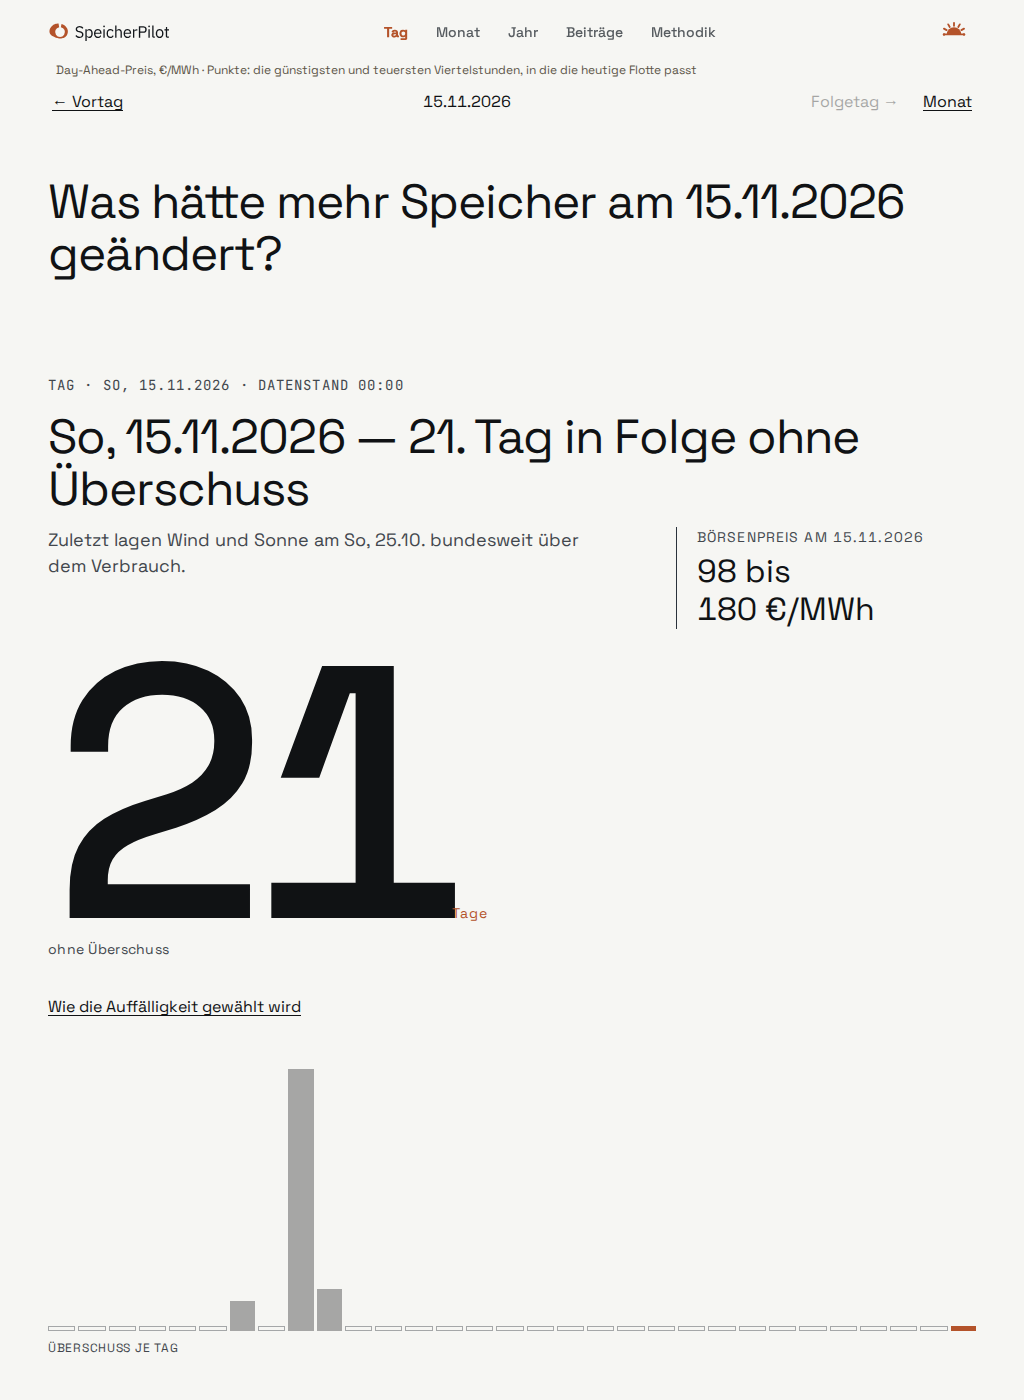 SpeicherPilot
Tag Monat Jahr Beiträge Methodik
Day-Ahead-Preis, €/MWh · Punkte: die günstigsten und teuersten Viertelstunden, in die die heutige Flotte passt
← Vortag 15.11.2026 Folgetag → Monat
Was hätte mehr Speicher am 15.11.2026
geändert?
TAG · SO, 15.11.2026 · DATENSTAND 00:00
So, 15.11.2026 — 21. Tag in Folge ohne
Überschuss
Zuletzt lagen Wind und Sonne am So, 25.10. bundesweit über
dem Verbrauch.
BÖRSENPREIS AM 15.11.2026
98 bis
180 €/MWh
21 Tage
ohne Überschuss
Wie die Auffälligkeit gewählt wird
ÜBERSCHUSS JE TAG